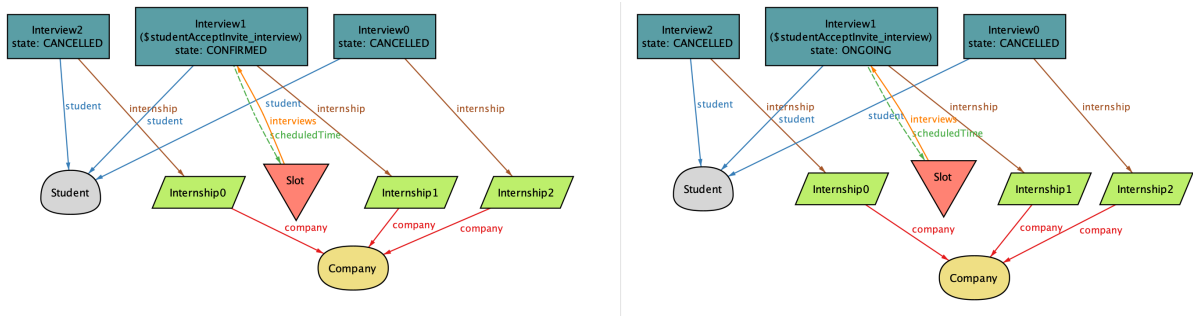 Interview2
state: CANCELLED
Interview1
($studentAcceptInvite_interview)
state: CONFIRMED
Interview0
state: CANCELLED
student
internship
student
student
interviews
scheduledTime
internship
internship
Student
Internship0
Slot
Internship1
Internship2
company
company
company
Company
Interview2
state: CANCELLED
Interview1
($studentAcceptInvite_interview)
state: ONGOING
Interview0
state: CANCELLED
student
internship
student
student
interviews
scheduledTime
internship
internship
Student
Internship0
Slot
Internship1
Internship2
company
company
company
Company